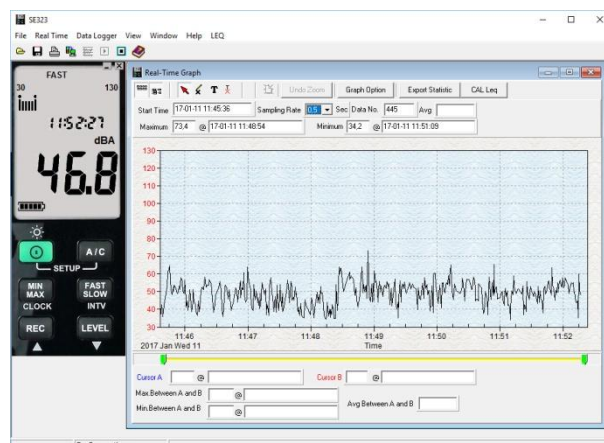 SE323
File Real Time Data Logger View Window Help LEQ
FAST
30 130
11:52:27
dBA
46.8
A/C
SETUP
MIN MAX
FAST SLOW
CLOCK
INTV
REC
LEVEL
Real-Time Graph
Undo Zoom Graph Option Export Statistic CAL Leq
Start Time 17-01-11 11:45:36 Sampling Rate 0.5 Sec Data No. 445 Avg
Maximum 73,4 @ 17-01-11 11:48:54 Minimum 34,2 @ 17-01-11 11:51:09
130
120
110
100
90
80
70
60
50
40
30
11:46 11:47 11:48 11:49 11:50 11:51 11:52
2017 Jan Wed 11 Time
Cursor A @ Cursor B @
Max.Between A and B @
Min.Between A and B @
Avg Between A and B